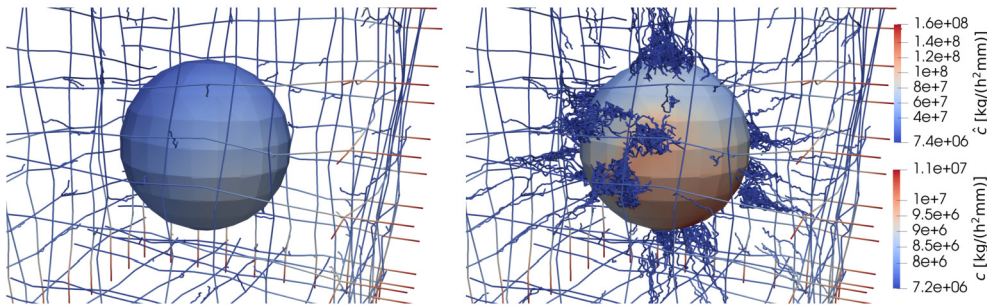 1.6e+08
1.4e+8
1.2e+8
1e+8
8e+7
6e+7
4e+7
7.4e+06
ĉ [kg/(h²mm)]
1.1e+07
1e+7
9.5e+6
9e+6
8.5e+6
8e+6
7.2e+06
c [kg/(h²mm)]